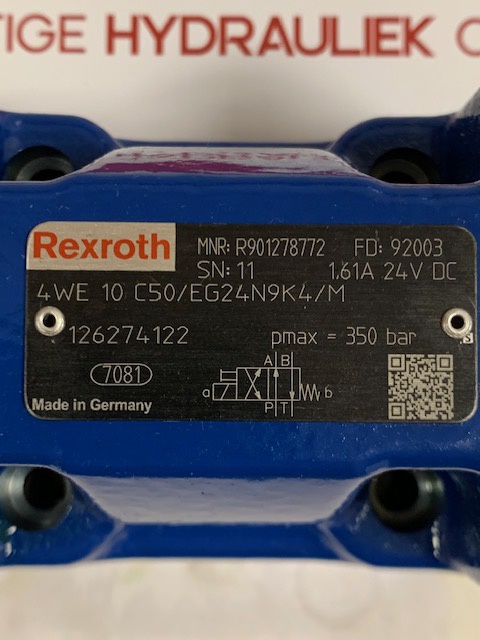 TIGE HYDRAULIEK O
Rexroth
MNR: R901278772 FD: 92003
SN: 11 1.61A 24V DC
4WE 10 C50/EG24N9K4/M
126274122 pmax = 350 bar
S
7081
A B
a b
P T
Made in Germany